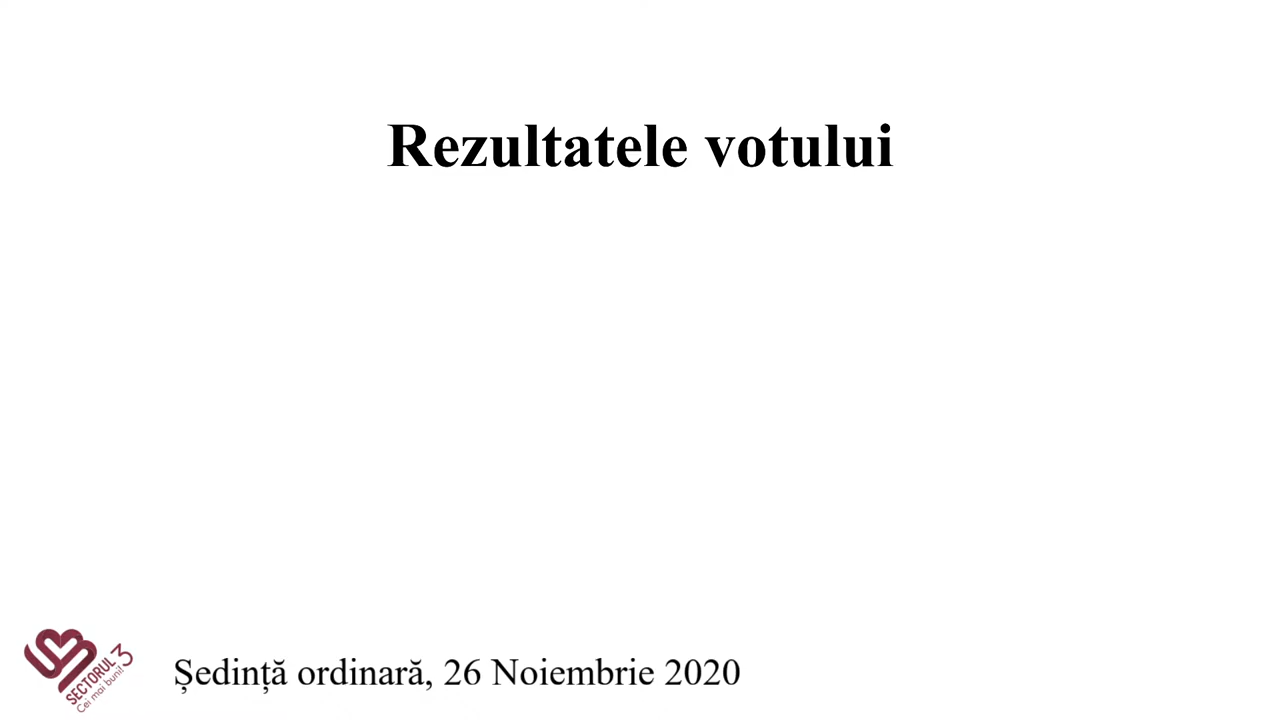 Rezultatele votului
SECTORUL 3
Cei mai buni!
Ședință ordinară, 26 Noiembrie 2020